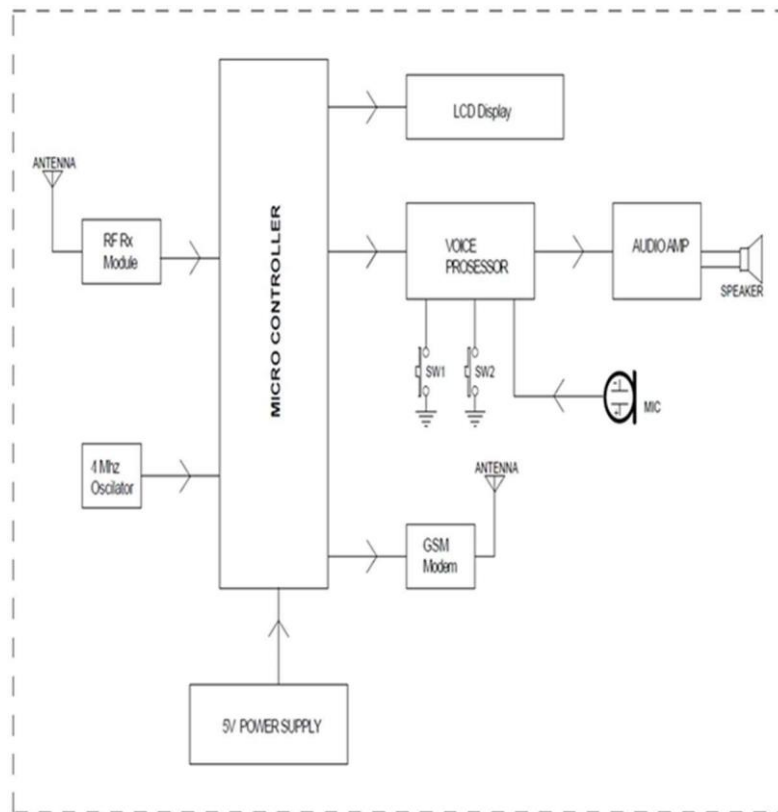 LCD Display
ANTENNA
RF Rx
Module
MICRO CONTROLLER
VOICE
PROSESSOR
AUDIO AMP
SPEAKER
SW1
SW2
MIC
4 Mhz
Oscilator
ANTENNA
GSM
Modem
5V POWER SUPPLY